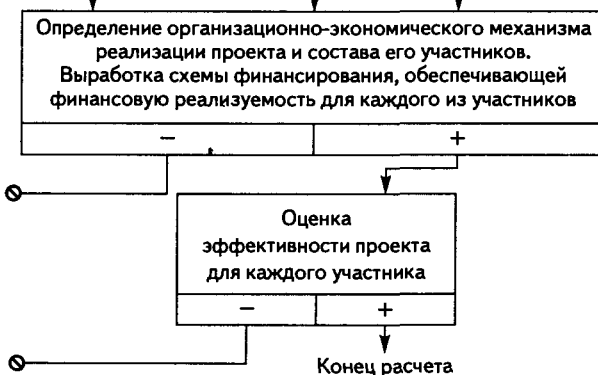 Определение организационно-экономического механизма
реализации проекта и состава его участников.
Выработка схемы финансирования, обеспечивающей
финансовую реализуемость для каждого из участников
− +
Оценка
эффективности проекта
для каждого участника
− +
Конец расчета